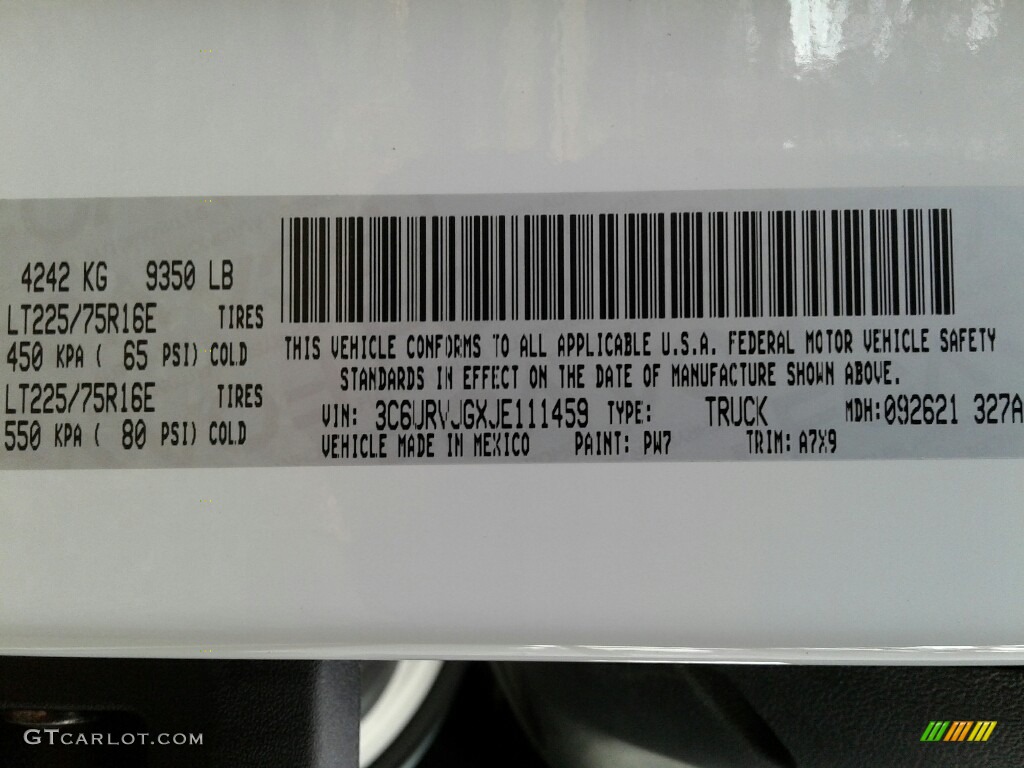 4242 KG 9350 LB
LT225/75R16E TIRES
450 KPA ( 65 PSI) COLD
LT225/75R16E TIRES
550 KPA ( 80 PSI) COLD
THIS VEHICLE CONFORMS TO ALL APPLICABLE U.S.A. FEDERAL MOTOR VEHICLE SAFETY
STANDARDS IN EFFECT ON THE DATE OF MANUFACTURE SHOWN ABOVE.
VIN: 3C6URVJGXJE111459 TYPE: TRUCK MDH:092621 327A
VEHICLE MADE IN MEXICO PAINT: PW7 TRIM: A7X9
GTCARLOT.COM